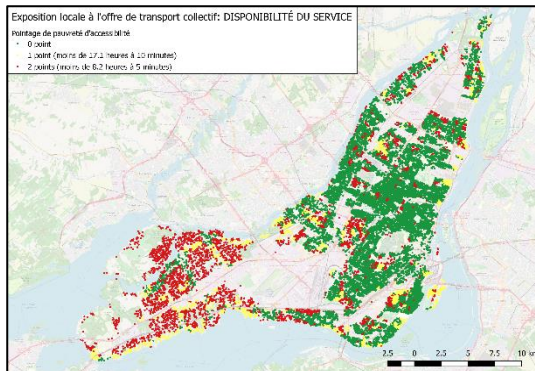 Exposition locale à l'offre de transport collectif: DISPONIBILITÉ DU SERVICE
Pointage de pauvreté d'accessibilité
0 point
1 point (moins de 17.1 heures à 10 minutes)
2 points (moins de 8.2 heures à 5 minutes)
2.5 0 2.5 5 7.5 10 km